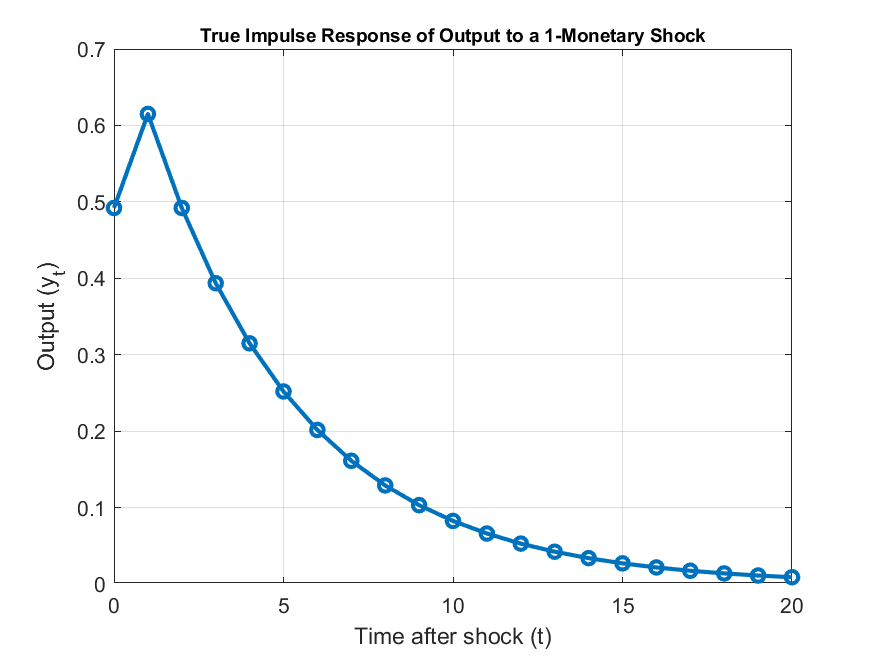 True Impulse Response of Output to a 1-Monetary Shock
0.7
0.6
0.5
0.4
0.3
0.2
0.1
0
Output (y_t)
0 5 10 15 20
Time after shock (t)